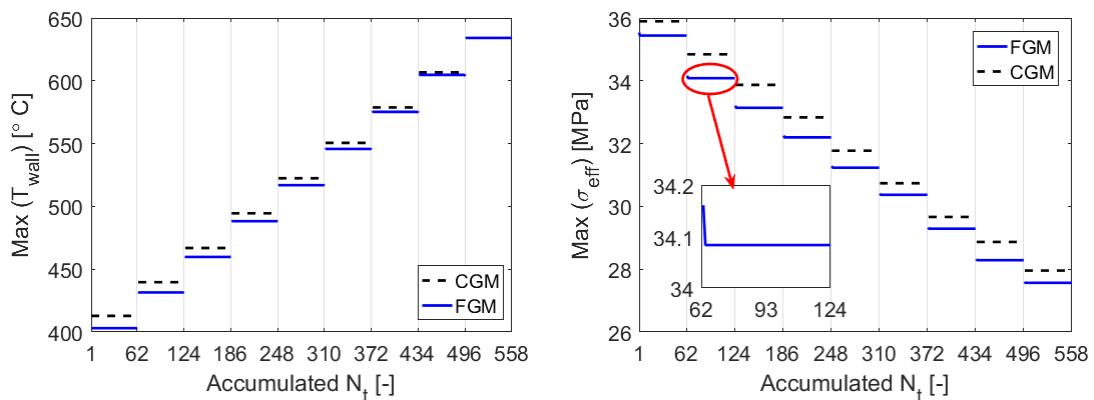 650
600
550
500
450
400
Max (T_wall) [° C]
CGM
FGM
1 62 124 186 248 310 372 434 496 558
Accumulated N_t [-]
36
34
32
30
28
26
Max (σ_eff) [MPa]
FGM
CGM
34.2
34.1
34
62 93 124
1 62 124 186 248 310 372 434 496 558
Accumulated N_t [-]